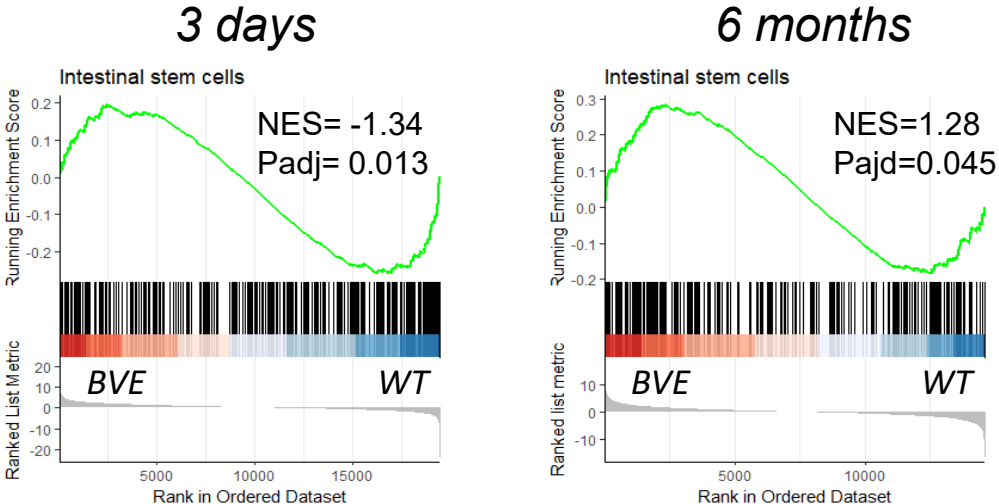 3 days
Intestinal stem cells
Running Enrichment Score
0.2
0.1
0.0
-0.1
-0.2
NES= -1.34
Padj= 0.013
Ranked List Metric
20
10
0
-10
-20
BVE
WT
5000
10000
15000
Rank in Ordered Dataset
6 months
Intestinal stem cells
Running Enrichment Score
0.3
0.2
0.1
0.0
-0.1
-0.2
NES=1.28
Pajd=0.045
Ranked list metric
10
0
-10
BVE
WT
5000
10000
Rank in Ordered Dataset